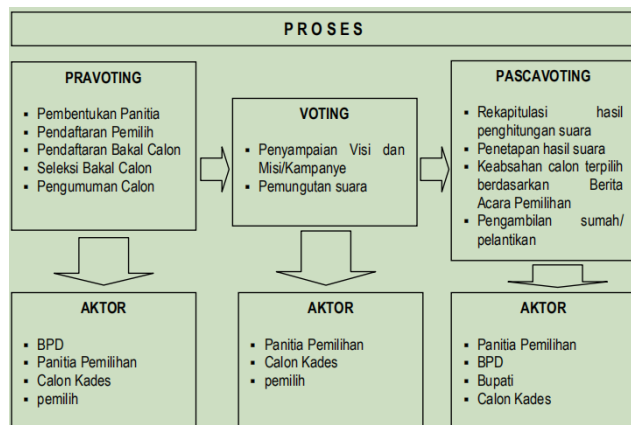 PROSES
PRAVOTING
▪ Pembentukan Panitia
▪ Pendaftaran Pemilih
▪ Pendaftaran Bakal Calon
▪ Seleksi Bakal Calon
▪ Pengumuman Calon
VOTING
▪ Penyampaian Visi dan
Misi/Kampanye
▪ Pemungutan suara
PASCAVOTING
▪ Rekapitulasi hasil
penghitungan suara
▪ Penetapan hasil suara
▪ Keabsahan calon terpilih
berdasarkan Berita
Acara Pemilihan
▪ Pengambilan sumah/
pelantikan
AKTOR
▪ BPD
▪ Panitia Pemilihan
▪ Calon Kades
▪ pemilih
AKTOR
▪ Panitia Pemilihan
▪ Calon Kades
▪ pemilih
AKTOR
▪ Panitia Pemilihan
▪ BPD
▪ Bupati
▪ Calon Kades